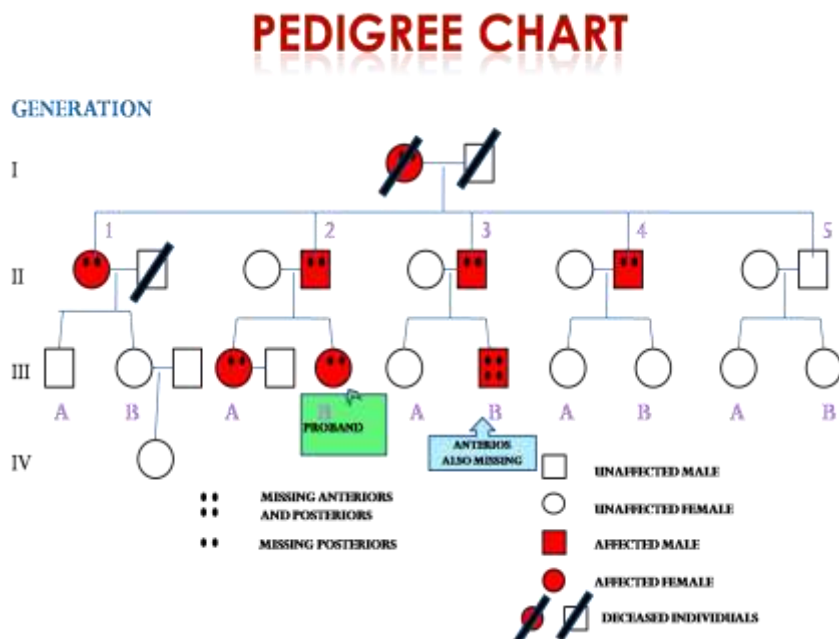 PEDIGREE CHART
GENERATION
I
1 2 3 4 5
II
III
A B A B A B A B A B
PROBAND
ANTERIOS
ALSO MISSING
IV
UNAFFECTED MALE
MISSING ANTERIORS
AND POSTERIORS
UNAFFECTED FEMALE
MISSING POSTERIORS
AFFECTED MALE
AFFECTED FEMALE
DECEASED INDIVIDUALS